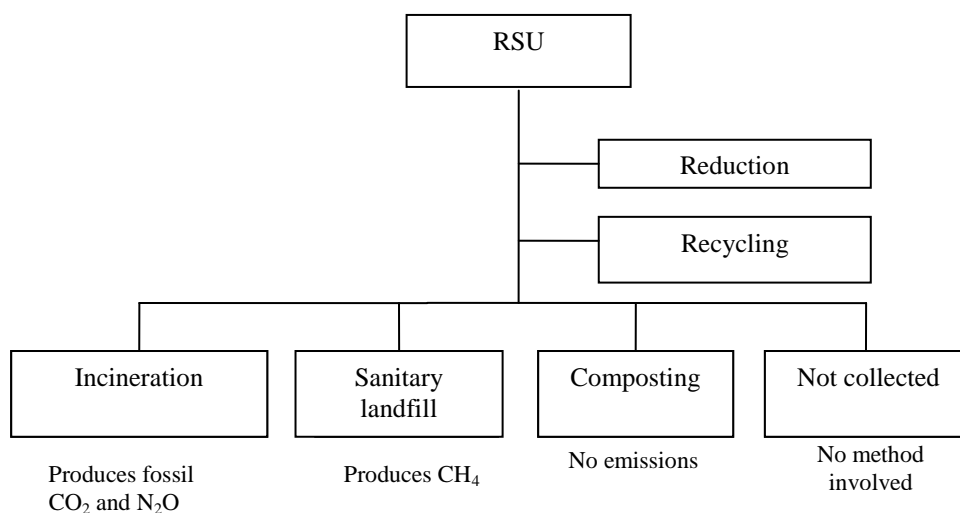 RSU
Reduction
Recycling
Incineration
Sanitary
landfill
Composting
Not collected
Produces fossil
CO₂ and N₂O
Produces CH₄
No emissions
No method
involved